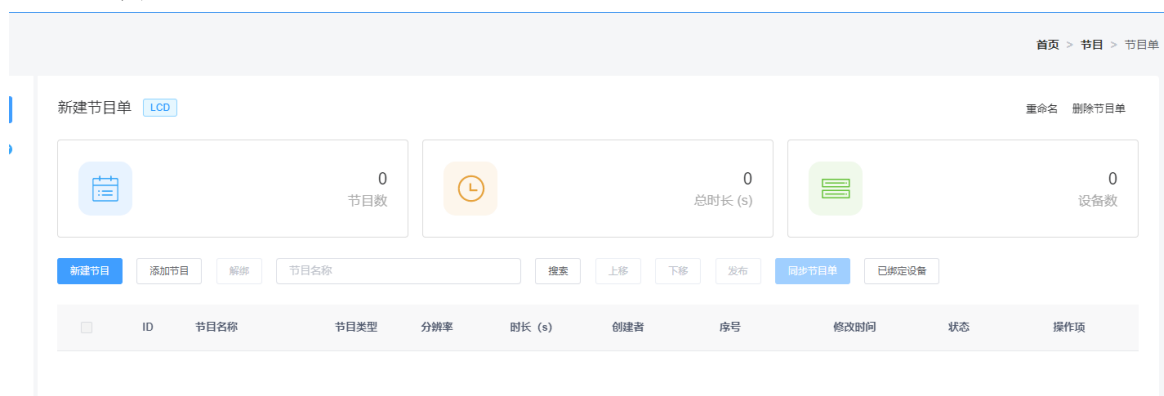 首页 > 节目 > 节目单
新建节目单 LCD 重命名 删除节目单
0 0 0
节目数 总时长 (s) 设备数
新建节目 添加节目 解绑 节目名称 搜索 上移 下移 发布 同步节目单 已绑定设备
ID 节目名称 节目类型 分辨率 时长 (s) 创建者 序号 修改时间 状态 操作项